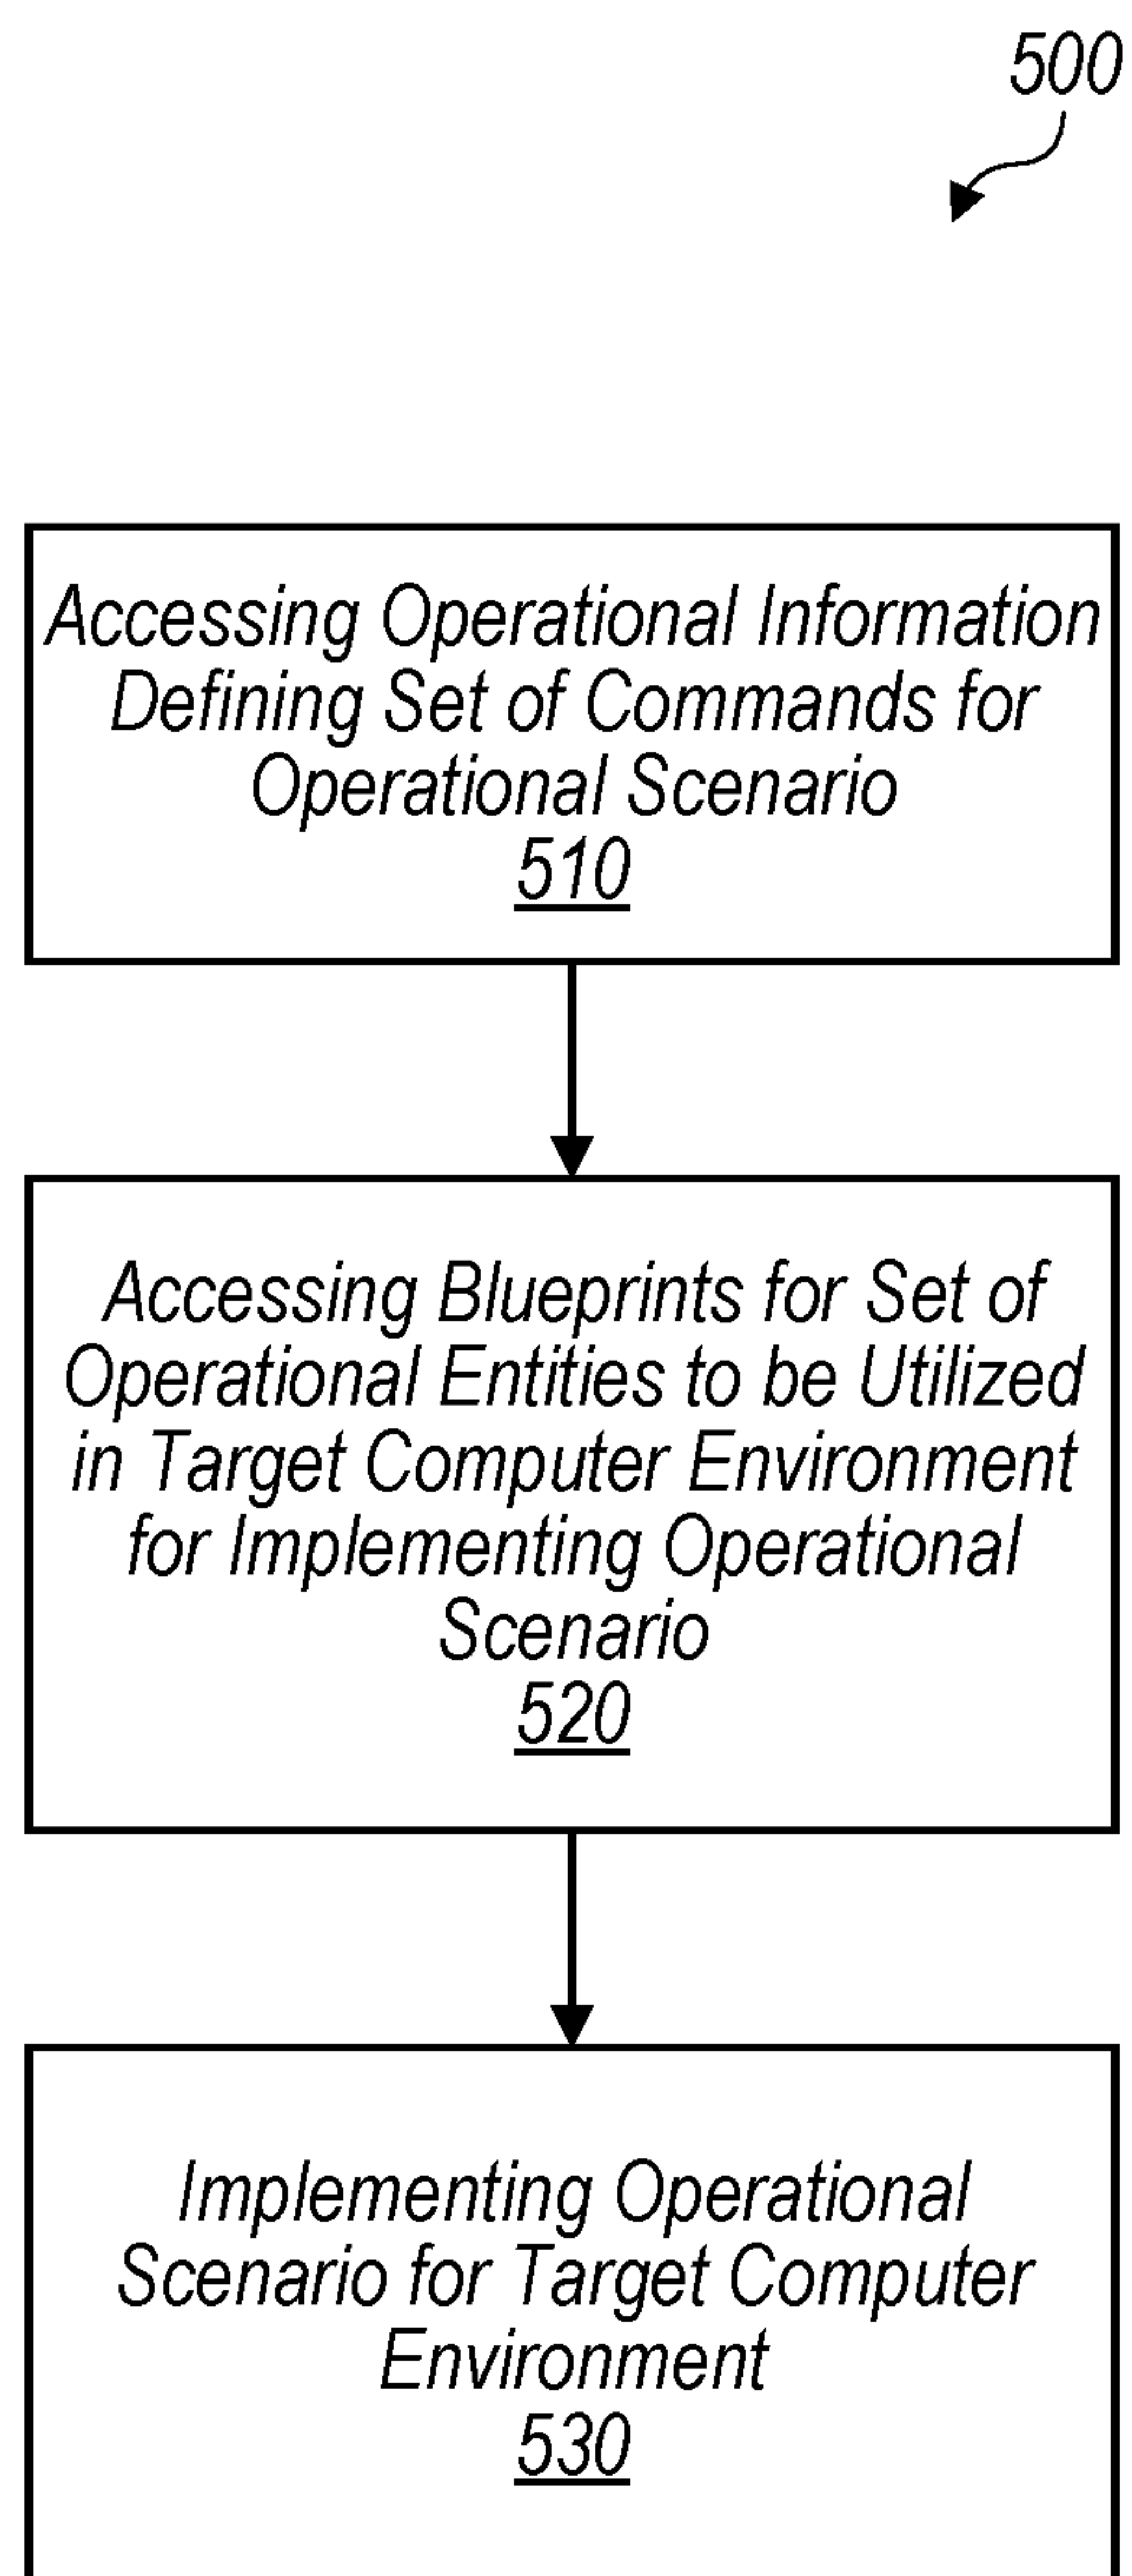 500
Accessing Operational Information
Defining Set of Commands for
Operational Scenario
510
Accessing Blueprints for Set of
Operational Entities to be Utilized
in Target Computer Environment
for Implementing Operational
Scenario
520
Implementing Operational
Scenario for Target Computer
Environment
530